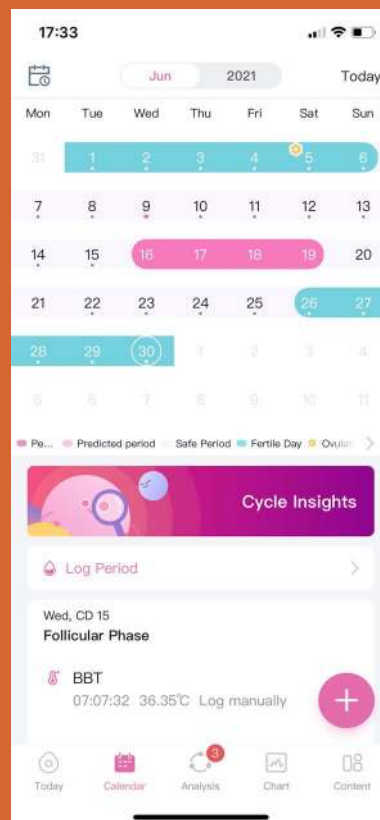 17:33
Jun 2021 Today
Mon Tue Wed Thu Fri Sat Sun
31 1 2 3 4 5 6
7 8 9 10 11 12 13
14 15 16 17 18 19 20
21 22 23 24 25 26 27
28 29 30 1 2 3 4
5 6 7 8 9 10 11
Pe... Predicted period Safe Period Fertile Day
Cycle Insights
Log Period
Wed, CD 15
Follicular Phase
BBT
07:07:32 36.35℃ Log manually
3
Today Calendar Analysis Chart Content